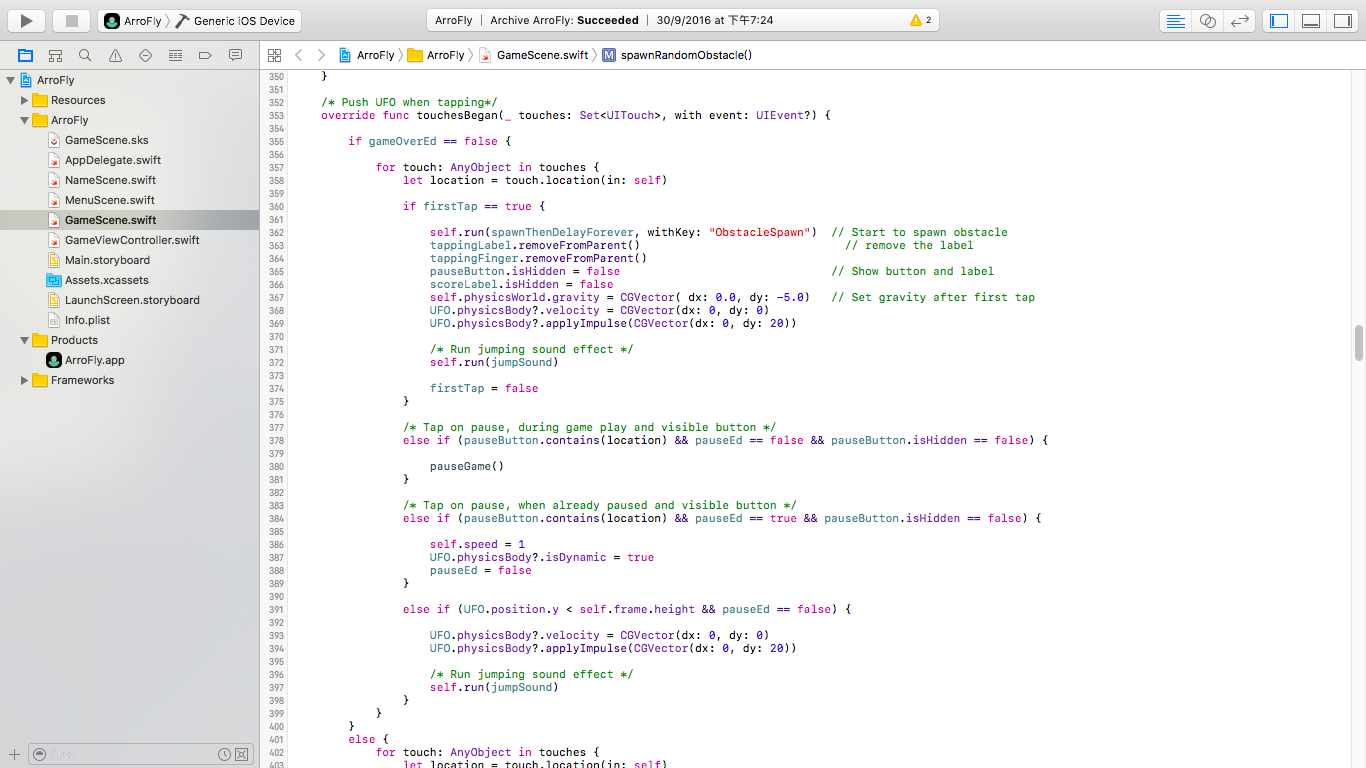 ArroFly Generic iOS Device
ArroFly | Archive ArroFly: Succeeded | 30/9/2016 at 下午7:24
2
ArroFly
Resources
ArroFly
GameScene.sks
AppDelegate.swift
NameScene.swift
MenuScene.swift
GameScene.swift
GameViewController.swift
Main.storyboard
Assets.xcassets
LaunchScreen.storyboard
Info.plist
Products
ArroFly.app
Frameworks
Filter
ArroFly ArroFly GameScene.swift M spawnRandomObstacle()
350 }
351
352 /* Push UFO when tapping*/
353 override func touchesBegan(_ touches: Set<UITouch>, with event: UIEvent?) {
354
355 if gameOverEd == false {
356
357 for touch: AnyObject in touches {
358 let location = touch.location(in: self)
359
360 if firstTap == true {
361
362 self.run(spawnThenDelayForever, withKey: "ObstacleSpawn") // Start to spawn obstacle
363 tappingLabel.removeFromParent() // remove the label
364 tappingFinger.removeFromParent()
365 pauseButton.isHidden = false // Show button and label
366 scoreLabel.isHidden = false
367 self.physicsWorld.gravity = CGVector( dx: 0.0, dy: -5.0) // Set gravity after first tap
368 UFO.physicsBody?.velocity = CGVector(dx: 0, dy: 0)
369 UFO.physicsBody?.applyImpulse(CGVector(dx: 0, dy: 20))
370
371 /* Run jumping sound effect */
372 self.run(jumpSound)
373
374 firstTap = false
375 }
376
377 /* Tap on pause, during game play and visible button */
378 else if (pauseButton.contains(location) && pauseEd == false && pauseButton.isHidden == false) {
379
380 pauseGame()
381 }
382
383 /* Tap on pause, when already paused and visible button */
384 else if (pauseButton.contains(location) && pauseEd == true && pauseButton.isHidden == false) {
385
386 self.speed = 1
387 UFO.physicsBody?.isDynamic = true
388 pauseEd = false
389 }
390
391 else if (UFO.position.y < self.frame.height && pauseEd == false) {
392
393 UFO.physicsBody?.velocity = CGVector(dx: 0, dy: 0)
394 UFO.physicsBody?.applyImpulse(CGVector(dx: 0, dy: 20))
395
396 /* Run jumping sound effect */
397 self.run(jumpSound)
398 }
399 }
400 }
401 else {
402 for touch: AnyObject in touches {
403 let location = touch.location(in: self)